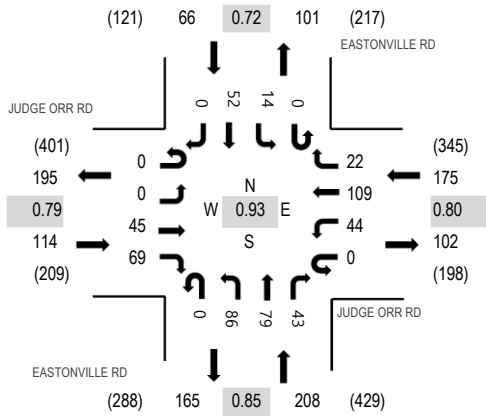 (121) 66 0.72 101 (217)
EASTONVILLE RD
JUDGE ORR RD
0 52 14 0
(401) (345)
0 22
195 175
0 N 109
0.79 W 0.93 E 0.80
45 S 44
114 102
69 0
(209) (198)
0 86 79 43
JUDGE ORR RD
EASTONVILLE RD
(288) 165 0.85 208 (429)